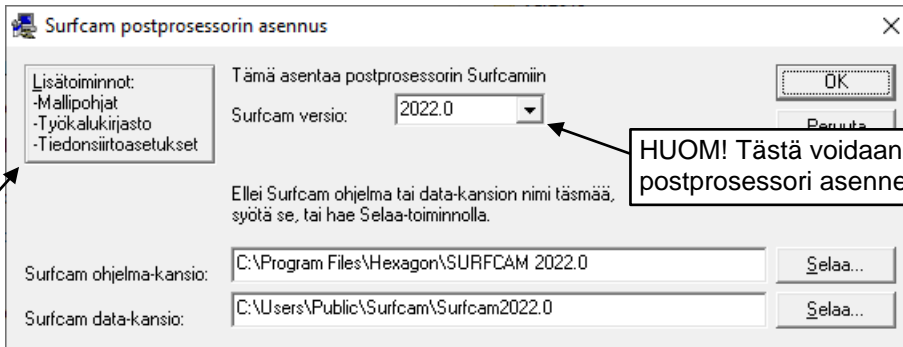 Surfcam postprosessorin asennus
Lisätoiminnot:
-Mallipohjat
-Työkalukirjasto
-Tiedonsiirtoasetukset
Tämä asentaa postprosessorin Surfcamiin
Surfcam versio:
2022.0
OK
Peruuta
HUOM! Tästä voidaan
postprosessori asenne
Ellei Surfcam ohjelma tai data-kansion nimi täsmää,
syötä se, tai hae Selaa-toiminnolla.
Surfcam ohjelma-kansio:
C:\Program Files\Hexagon\SURFCAM 2022.0
Selaa...
Surfcam data-kansio:
C:\Users\Public\Surfcam\Surfcam2022.0
Selaa...